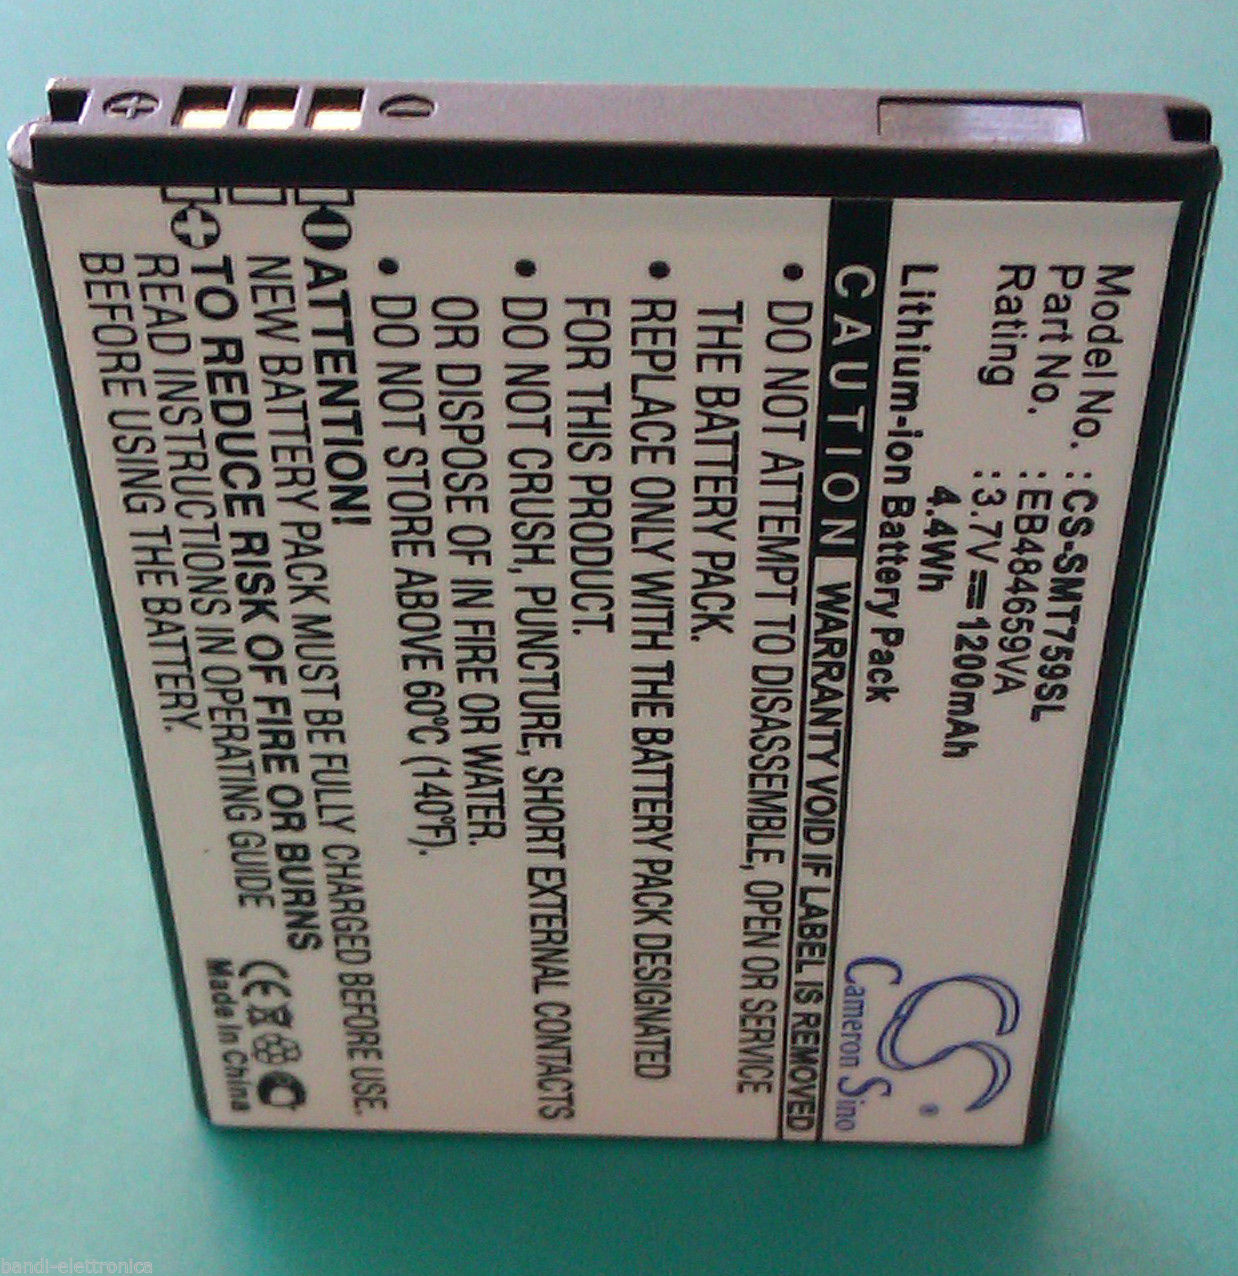 Model No. : CS-SMT759SL
Part No. : EB484659VA
Rating : 3.7V⎓1200mAh
4.4Wh
Lithium-ion Battery Pack
CS®
Cameron Sino
CAUTION WARRANTY VOID IF LABEL IS REMOVED
• DO NOT ATTEMPT TO DISASSEMBLE, OPEN OR SERVICE
THE BATTERY PACK.
• REPLACE ONLY WITH THE BATTERY PACK DESIGNATED
FOR THIS PRODUCT.
• DO NOT CRUSH, PUNCTURE, SHORT EXTERNAL CONTACTS
OR DISPOSE OF IN FIRE OR WATER.
• DO NOT STORE ABOVE 60°C (140°F).
ATTENTION!
NEW BATTERY PACK MUST BE FULLY CHARGED BEFORE USE.
TO REDUCE RISK OF FIRE OR BURNS
READ INSTRUCTIONS IN OPERATING GUIDE
BEFORE USING THE BATTERY.
CE
Made In China
bandi-elettronica